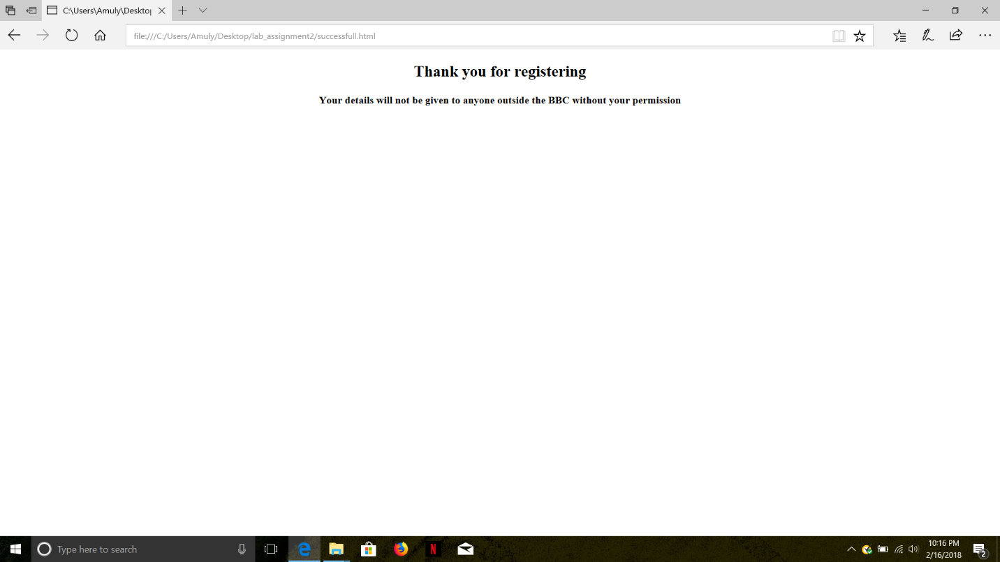 C:\Users\Amuly\Deskto
file:///C:/Users/Amuly/Desktop/lab_assignment2/successfull.html
Thank you for registering
Your details will not be given to anyone outside the BBC without your permission
Type here to search
10:16 PM
2/16/2018
2